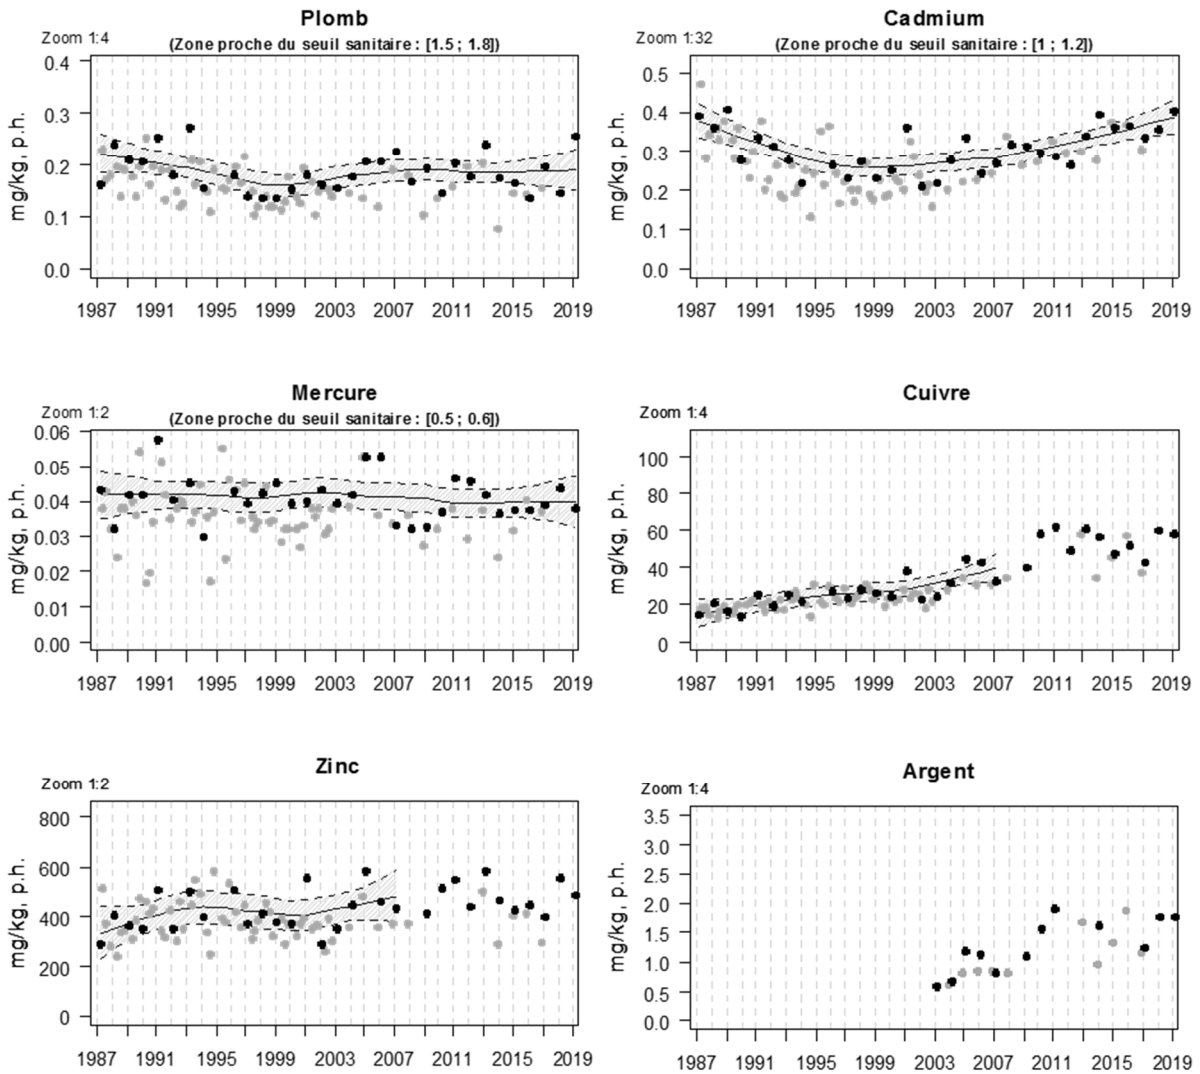 Plomb
Zoom 1:4
(Zone proche du seuil sanitaire : [1.5 ; 1.8])
mg/kg, p.h.
0.4
0.3
0.2
0.1
0.0
1987 1991 1995 1999 2003 2007 2011 2015 2019
Cadmium
Zoom 1:32
(Zone proche du seuil sanitaire : [1 ; 1.2])
mg/kg, p.h.
0.5
0.4
0.3
0.2
0.1
0.0
1987 1991 1995 1999 2003 2007 2011 2015 2019
Mercure
Zoom 1:2
(Zone proche du seuil sanitaire : [0.5 ; 0.6])
mg/kg, p.h.
0.06
0.05
0.04
0.03
0.02
0.01
0.00
1987 1991 1995 1999 2003 2007 2011 2015 2019
Cuivre
Zoom 1:4
mg/kg, p.h.
100
80
60
40
20
0
1987 1991 1995 1999 2003 2007 2011 2015 2019
Zinc
Zoom 1:2
mg/kg, p.h.
800
600
400
200
0
1987 1991 1995 1999 2003 2007 2011 2015 2019
Argent
Zoom 1:4
mg/kg, p.h.
3.5
3.0
2.5
2.0
1.5
1.0
0.5
0.0
1987 1991 1995 1999 2003 2007 2011 2015 2019